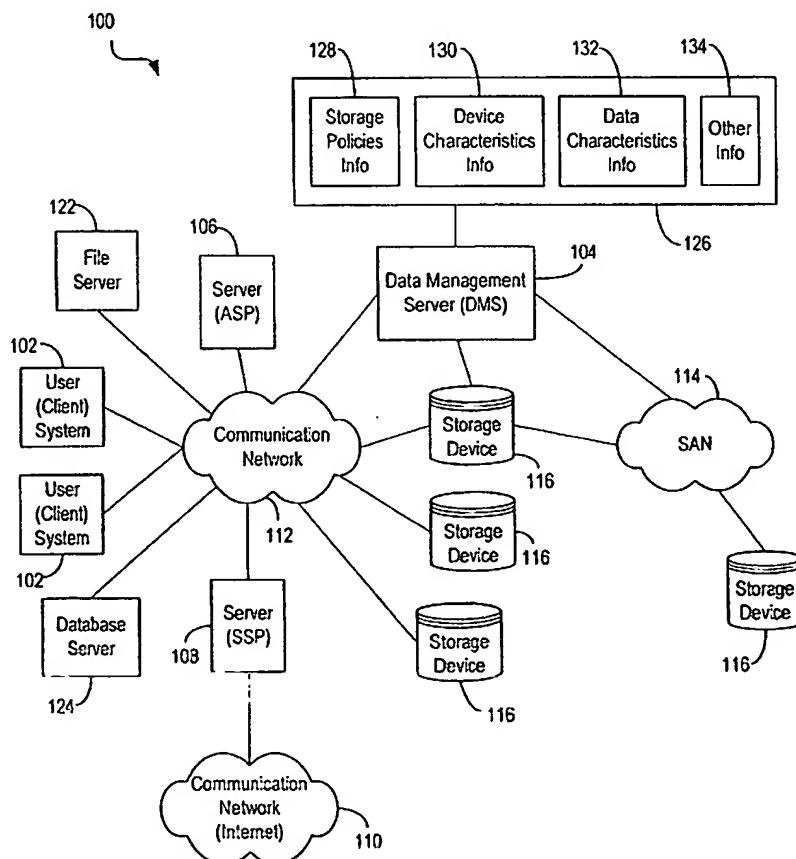 100
128
130
132
134
Storage
Policies
Info
Device
Characteristics
Info
Data
Characteristics
Info
Other
Info
126
122
File
Server
106
Server
(ASP)
104
Data Management
Server (DMS)
102
User
(Client)
System
Communication
Network
112
Storage
Device
116
114
SAN
User
(Client)
System
102
Storage
Device
116
Storage
Device
116
Database
Server
124
Server
(SSP)
108
Storage
Device
116
Communication
Network
(Internet)
110